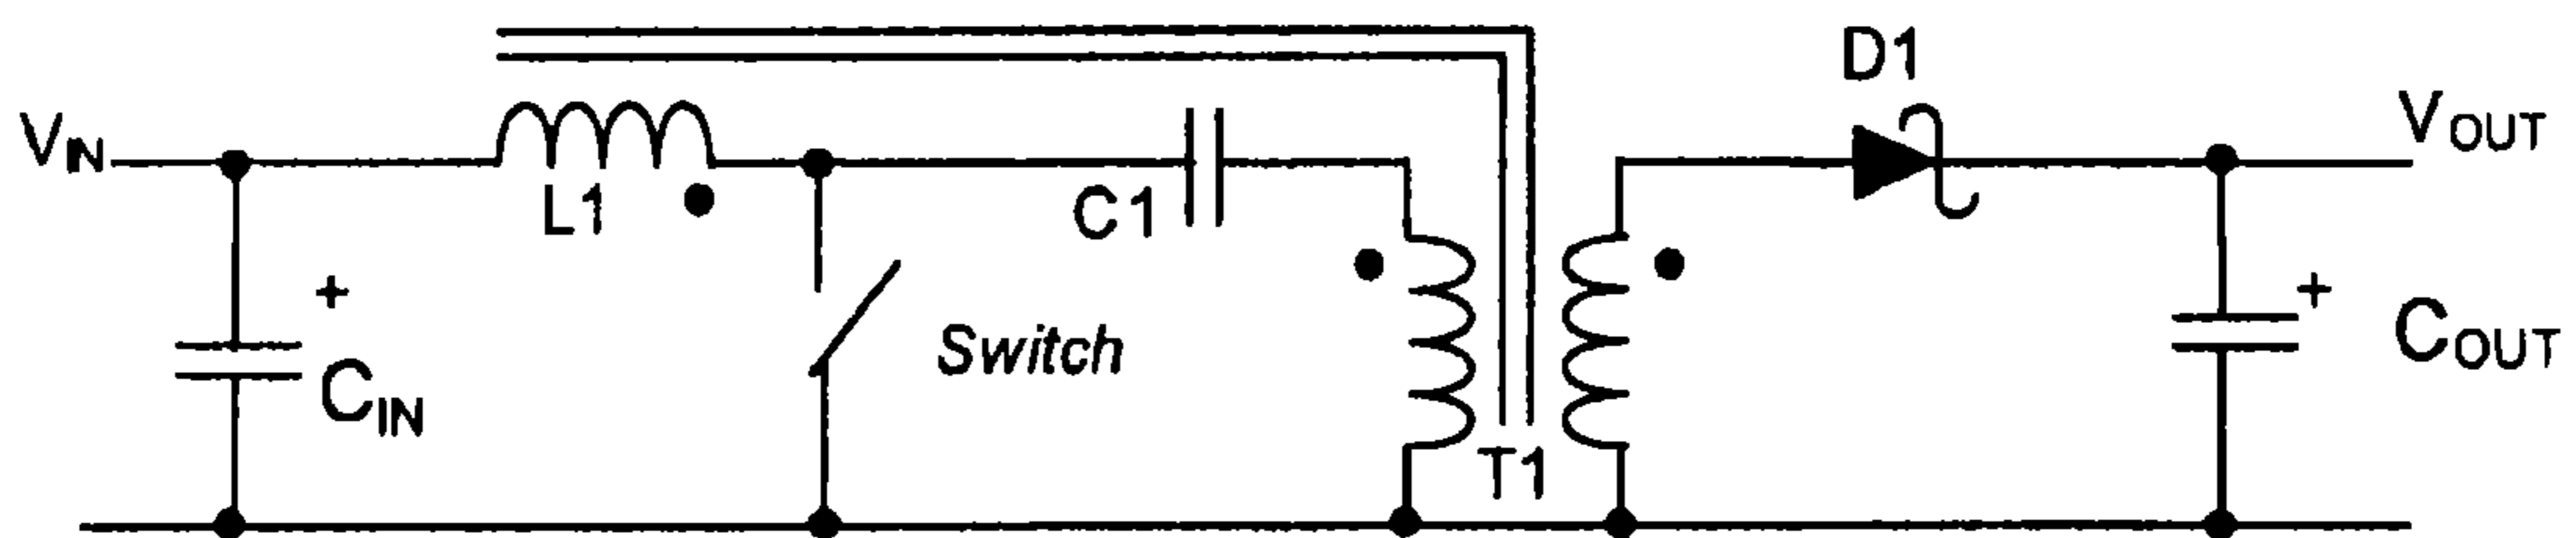 D1
VIN
VOUT
L1
C1
+
+
Switch
CIN
COUT
T1